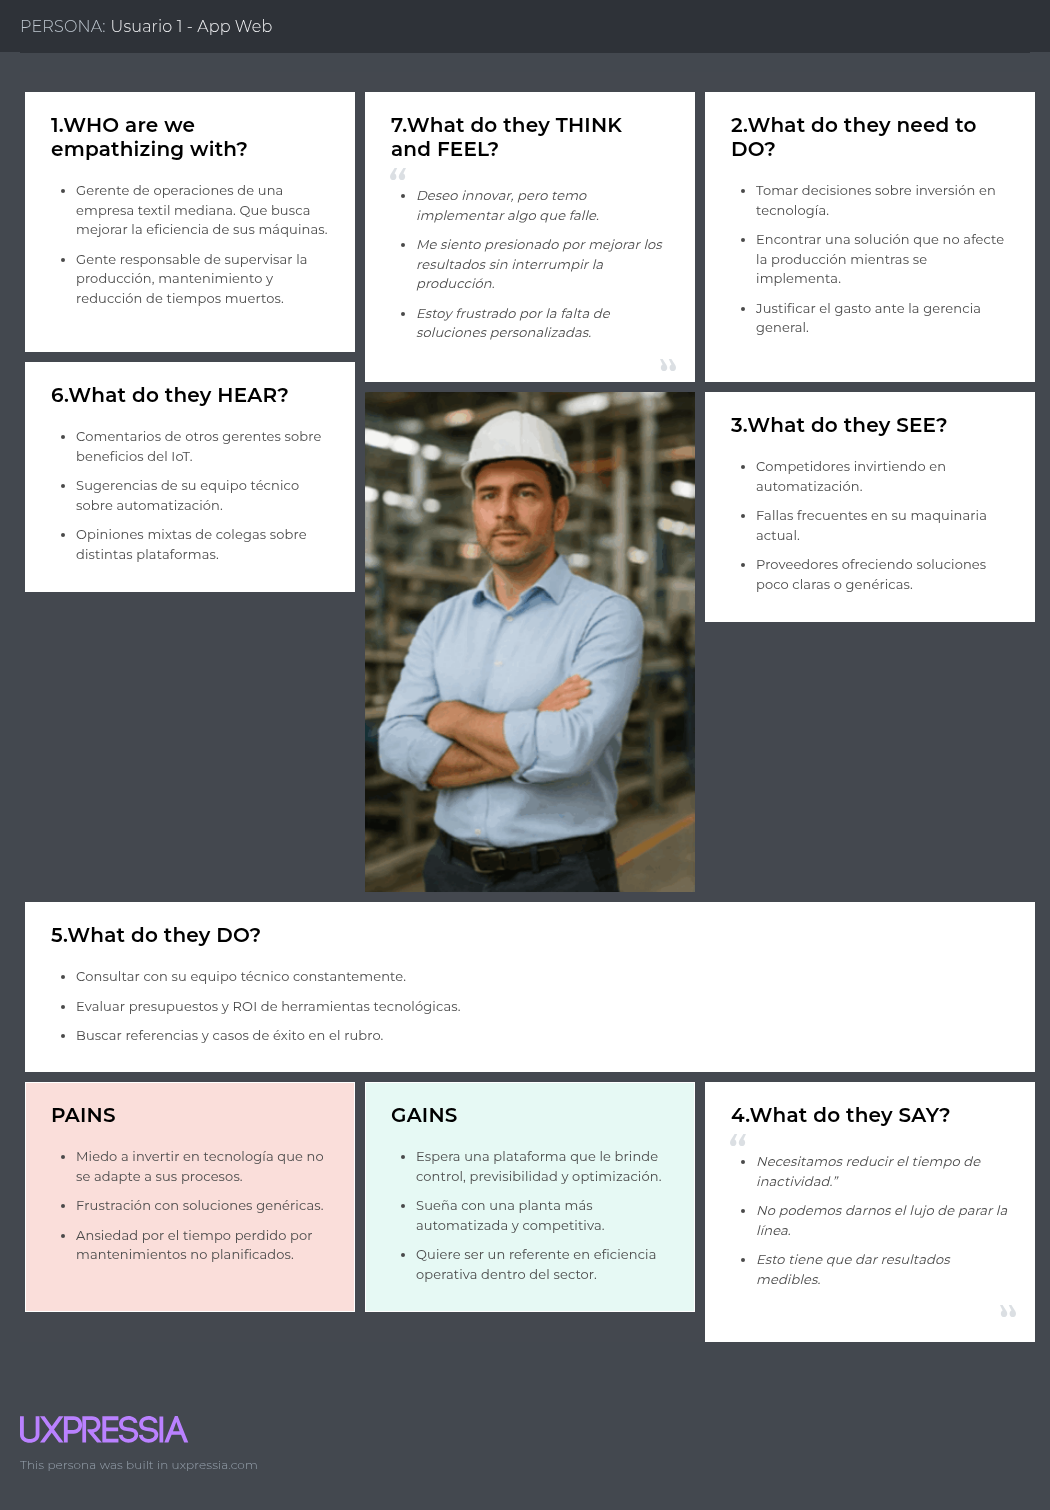 PERSONA: Usuario 1 - App Web
1.WHO are we
empathizing with?
• Gerente de operaciones de una
empresa textil mediana. Que busca
mejorar la eficiencia de sus máquinas.
• Gente responsable de supervisar la
producción, mantenimiento y
reducción de tiempos muertos.
7.What do they THINK
and FEEL?
“
• Deseo innovar, pero temo
implementar algo que falle.
• Me siento presionado por mejorar los
resultados sin interrumpir la
producción.
• Estoy frustrado por la falta de
soluciones personalizadas.
”
2.What do they need to
DO?
• Tomar decisiones sobre inversión en
tecnología.
• Encontrar una solución que no afecte
la producción mientras se
implementa.
• Justificar el gasto ante la gerencia
general.
6.What do they HEAR?
• Comentarios de otros gerentes sobre
beneficios del IoT.
• Sugerencias de su equipo técnico
sobre automatización.
• Opiniones mixtas de colegas sobre
distintas plataformas.
3.What do they SEE?
• Competidores invirtiendo en
automatización.
• Fallas frecuentes en su maquinaria
actual.
• Proveedores ofreciendo soluciones
poco claras o genéricas.
5.What do they DO?
• Consultar con su equipo técnico constantemente.
• Evaluar presupuestos y ROI de herramientas tecnológicas.
• Buscar referencias y casos de éxito en el rubro.
PAINS
• Miedo a invertir en tecnología que no
se adapte a sus procesos.
• Frustración con soluciones genéricas.
• Ansiedad por el tiempo perdido por
mantenimientos no planificados.
GAINS
• Espera una plataforma que le brinde
control, previsibilidad y optimización.
• Sueña con una planta más
automatizada y competitiva.
• Quiere ser un referente en eficiencia
operativa dentro del sector.
4.What do they SAY?
“
• Necesitamos reducir el tiempo de
inactividad.”
• No podemos darnos el lujo de parar la
línea.
• Esto tiene que dar resultados
medibles.
”
UXPRESSIA
This persona was built in uxpressia.com